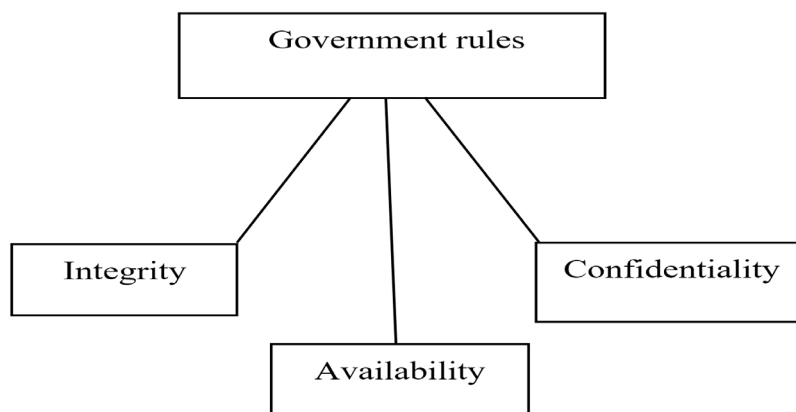 Government rules
Integrity
Confidentiality
Availability